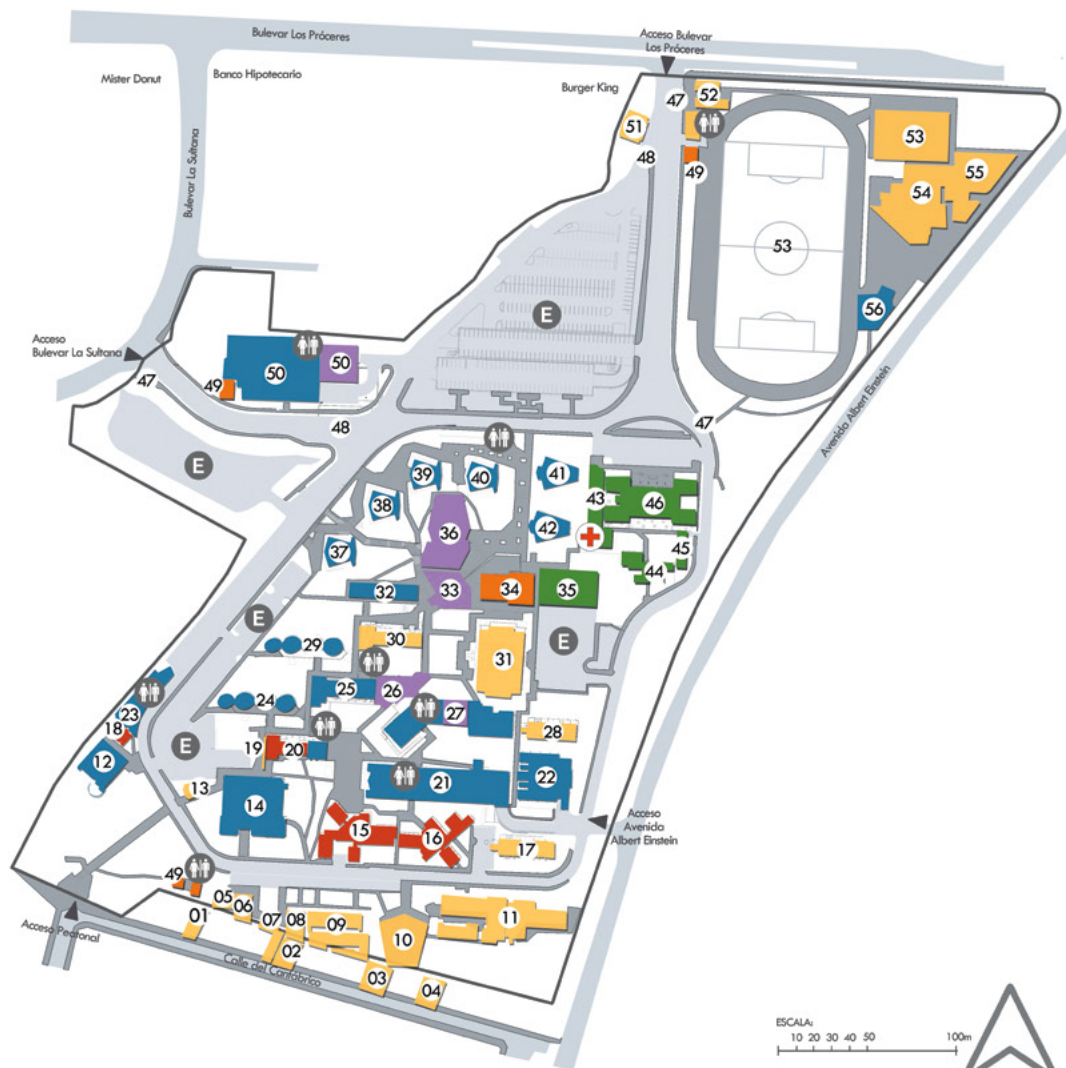 Bulevar Los Próceres
Acceso Bulevar
Los Próceres
Mister Donut
Banco Hipotecario
Burger King
47
52
51
53
48
49
55
54
Bulevar La Sultana
53
E
56
Acceso
Bulevar La Sultana
50
50
49
47
48
47
Avenida Albert Einstein
E
39
40
41
38
43
46
36
42
37
45
44
32
33
34
35
E
30
29
31
E
25
26
24
27
23
28
18
E
19
20
12
21
22
13
14
15
16
Acceso
Avenida
Albert Einstein
17
49
05
06
01
07
08
09
11
10
02
03
04
Acceso Peatonal
Calle del Cantábrico
ESCALA:
10 20 30 40 50 100m